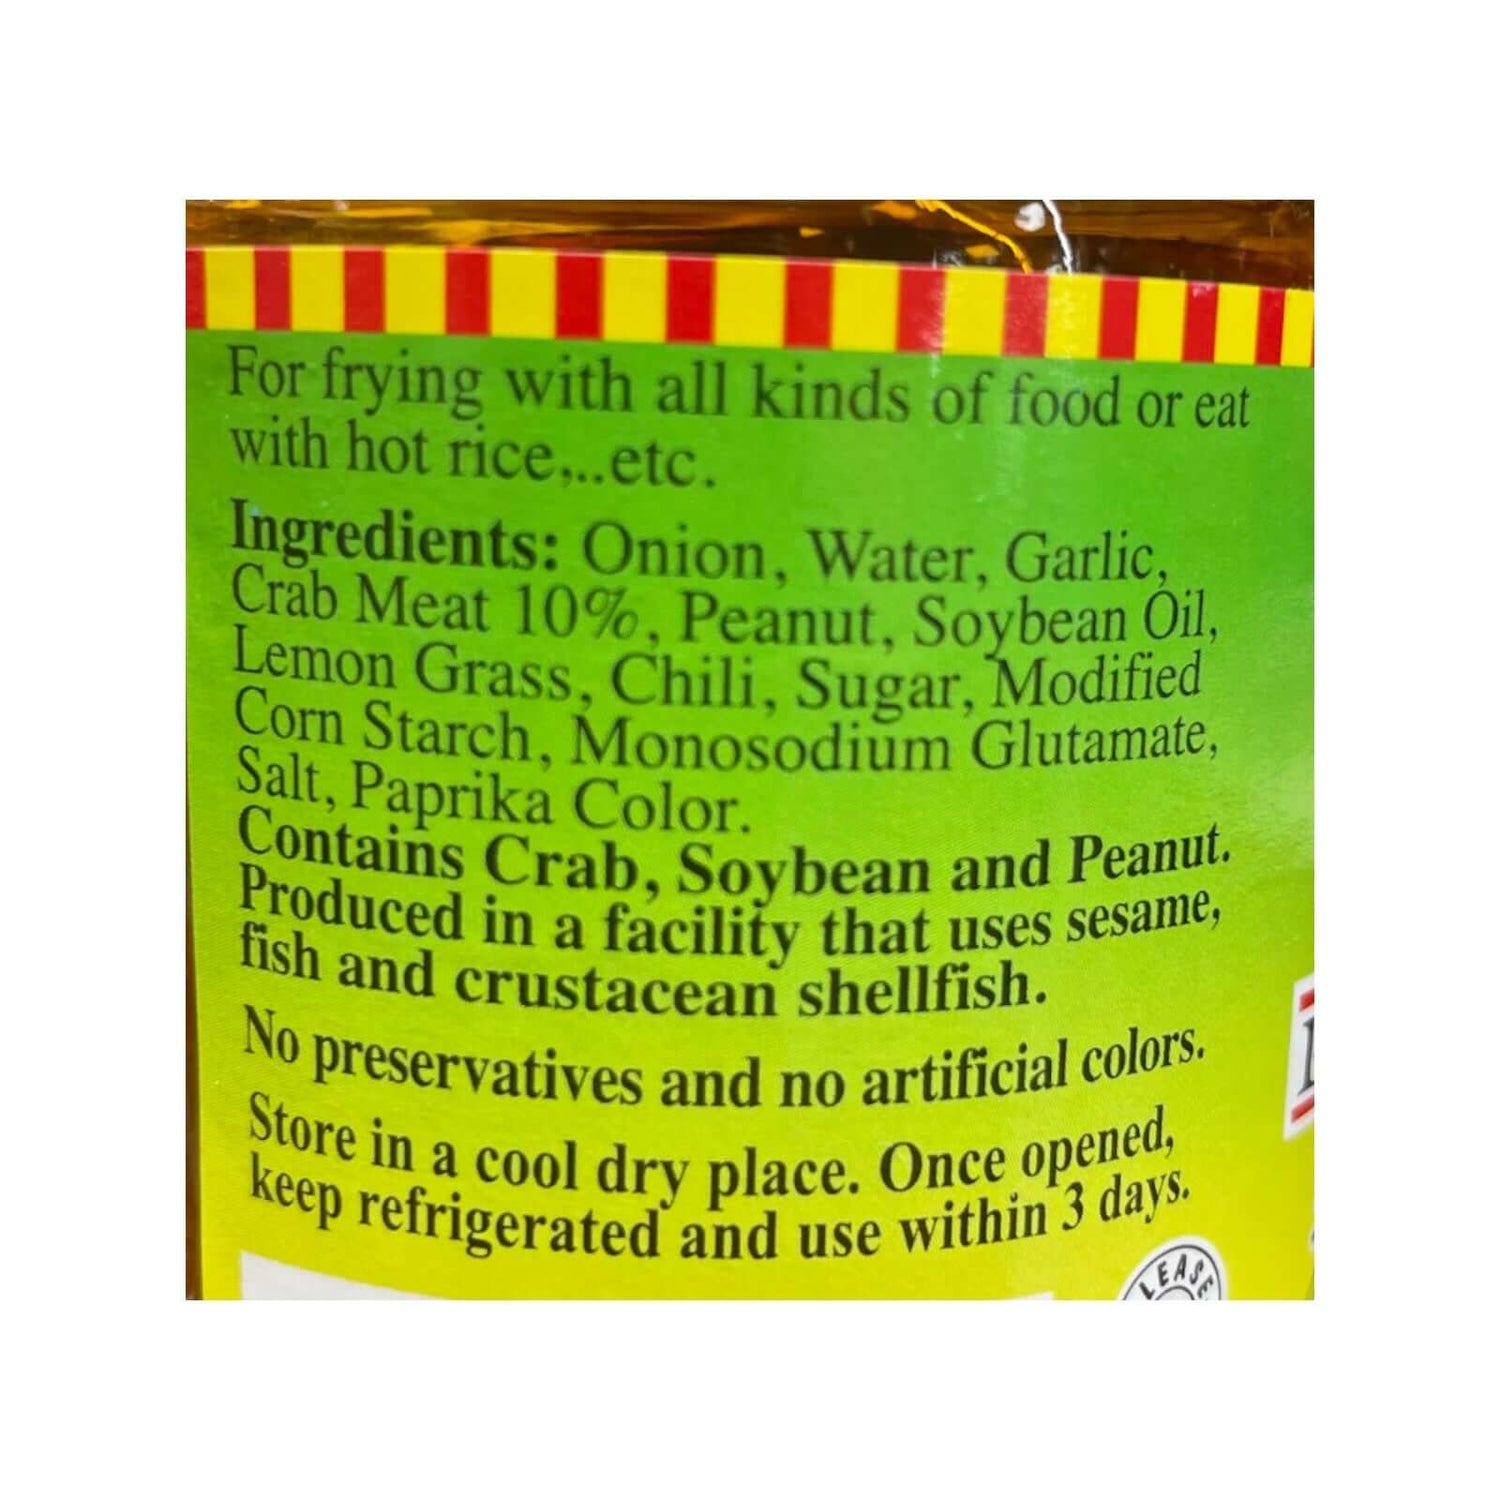 For frying with all kinds of food or eat
with hot rice,..etc.
Ingredients: Onion, Water, Garlic,
Crab Meat 10%, Peanut, Soybean Oil,
Lemon Grass, Chili, Sugar, Modified
Corn Starch, Monosodium Glutamate,
Salt, Paprika Color.
Contains Crab, Soybean and Peanut.
Produced in a facility that uses sesame,
fish and crustacean shellfish.
No preservatives and no artificial colors.
Store in a cool dry place. Once opened,
keep refrigerated and use within 3 days.